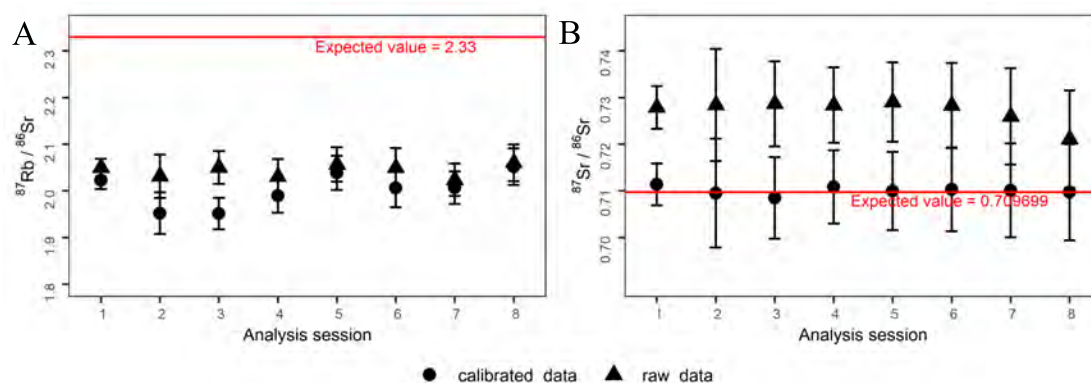 A
Expected value = 2.33
87Rb / 86Sr
2.3
2.2
2.1
2.0
1.9
1.8
1 2 3 4 5 6 7 8
Analysis session
B
Expected value = 0.709699
87Sr / 86Sr
0.74
0.73
0.72
0.71
0.70
1 2 3 4 5 6 7 8
Analysis session
calibrated data raw data